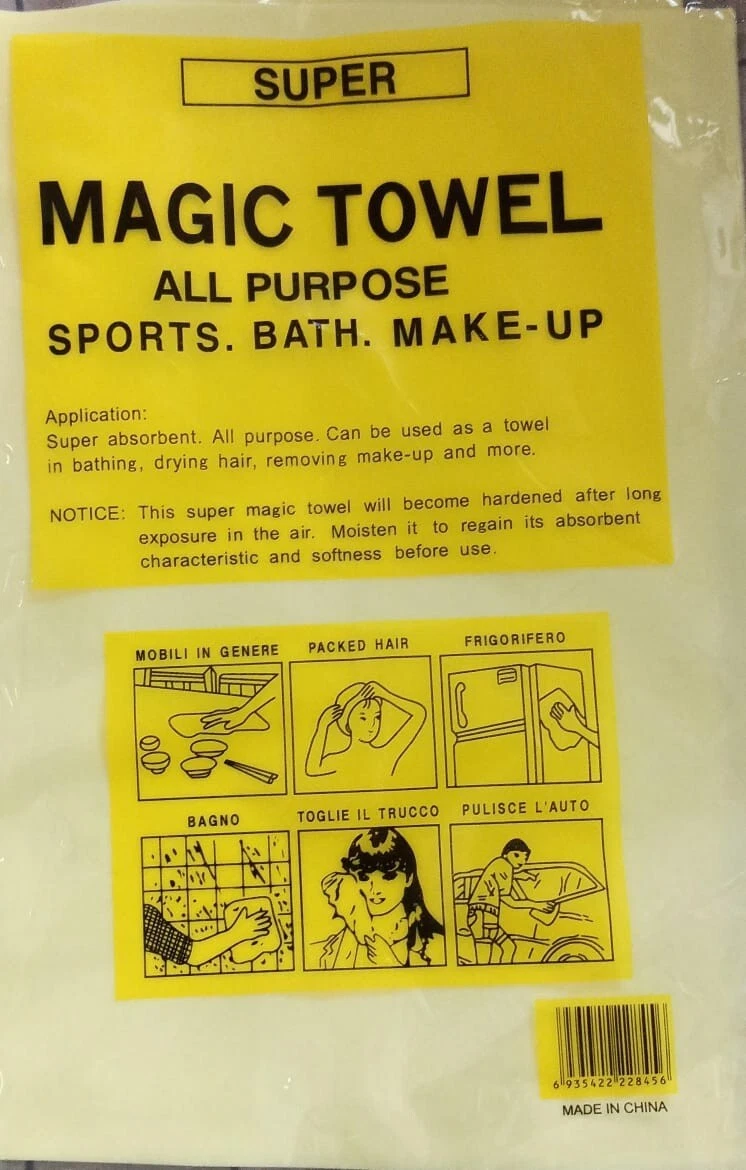 SUPER
MAGIC TOWEL
ALL PURPOSE
SPORTS. BATH. MAKE-UP
Application:
Super absorbent. All purpose. Can be used as a towel
in bathing, drying hair, removing make-up and more.
NOTICE: This super magic towel will become hardened after long
exposure in the air. Moisten it to regain its absorbent
characteristic and softness before use.
MOBILI IN GENERE
PACKED HAIR
FRIGORIFERO
BAGNO
TOGLIE IL TRUCCO
PULISCE L'AUTO
6 935422 228456
MADE IN CHINA